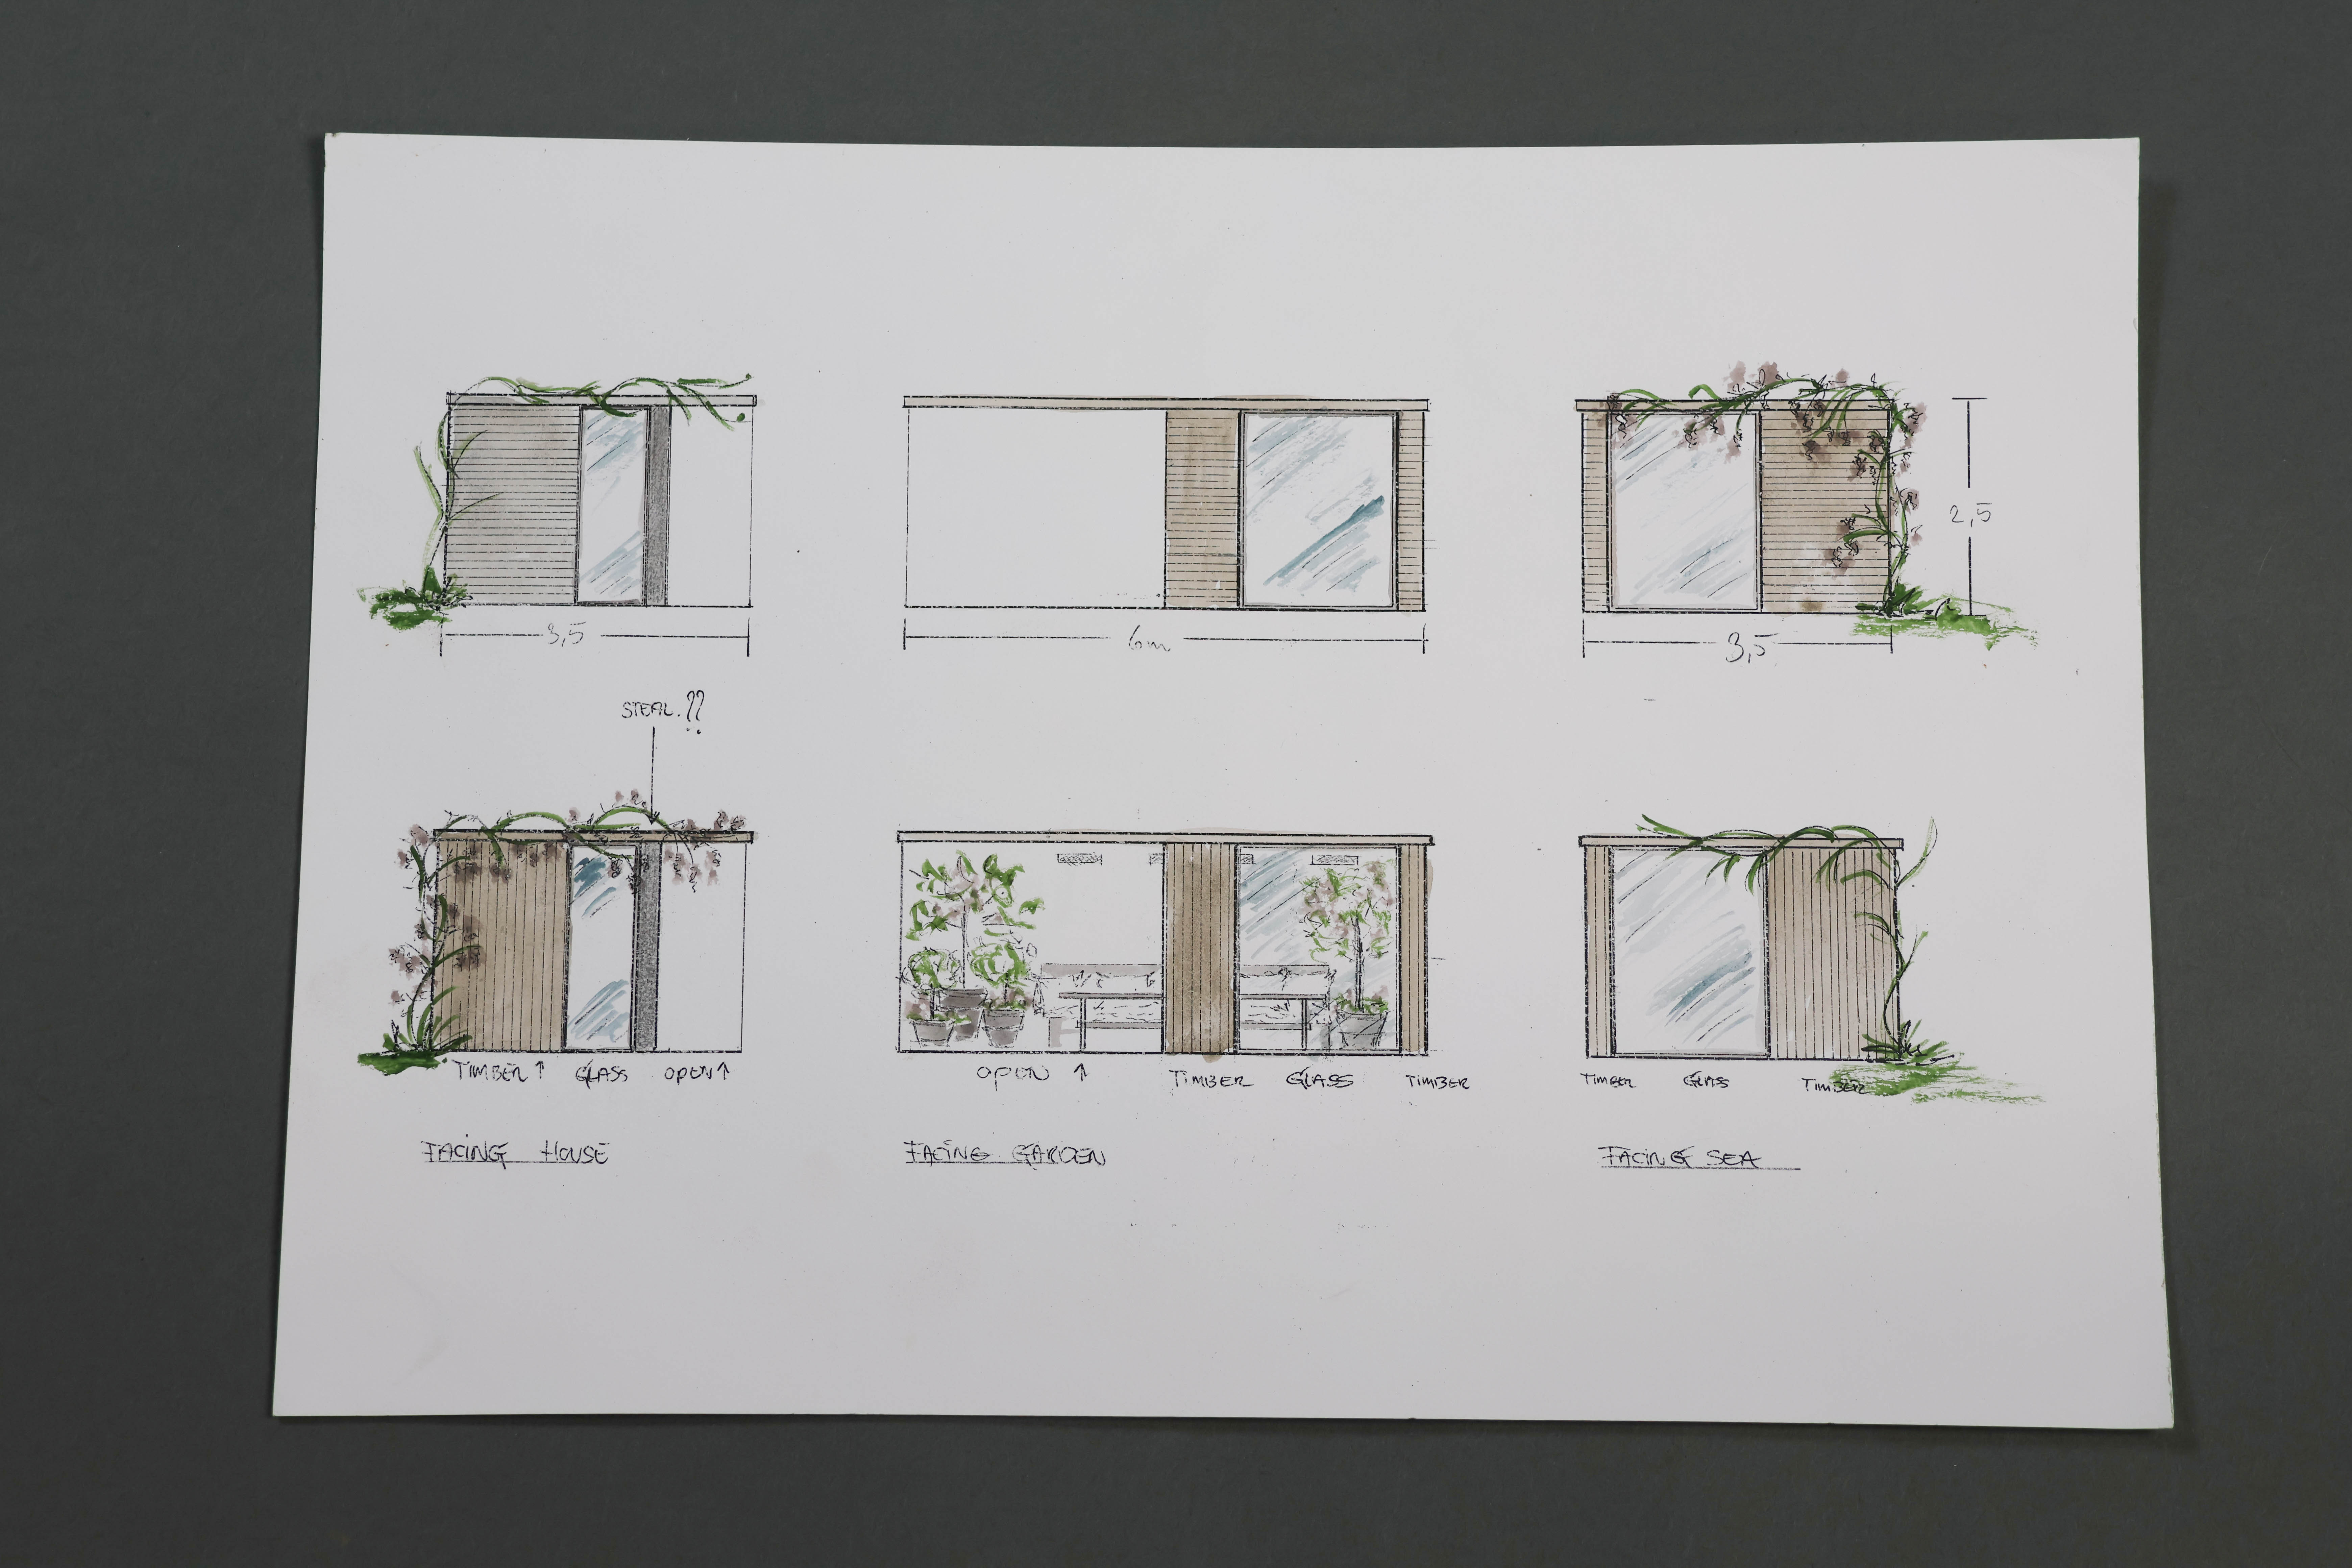 3,5
6m
3,5
2,5
STEAL.??
TIMBER ↑ GLASS OPEN ↑
OPEN ↑ TIMBER GLASS TIMBER
TIMBER GLASS TIMBER
FACING HOUSE
FACING GARDEN
FACING SEA